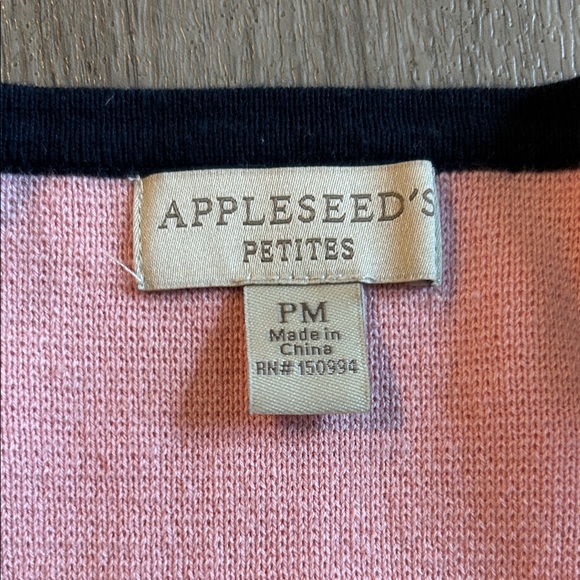 APPLESEED'S
PETITES
PM
Made in
China
RN# 150994